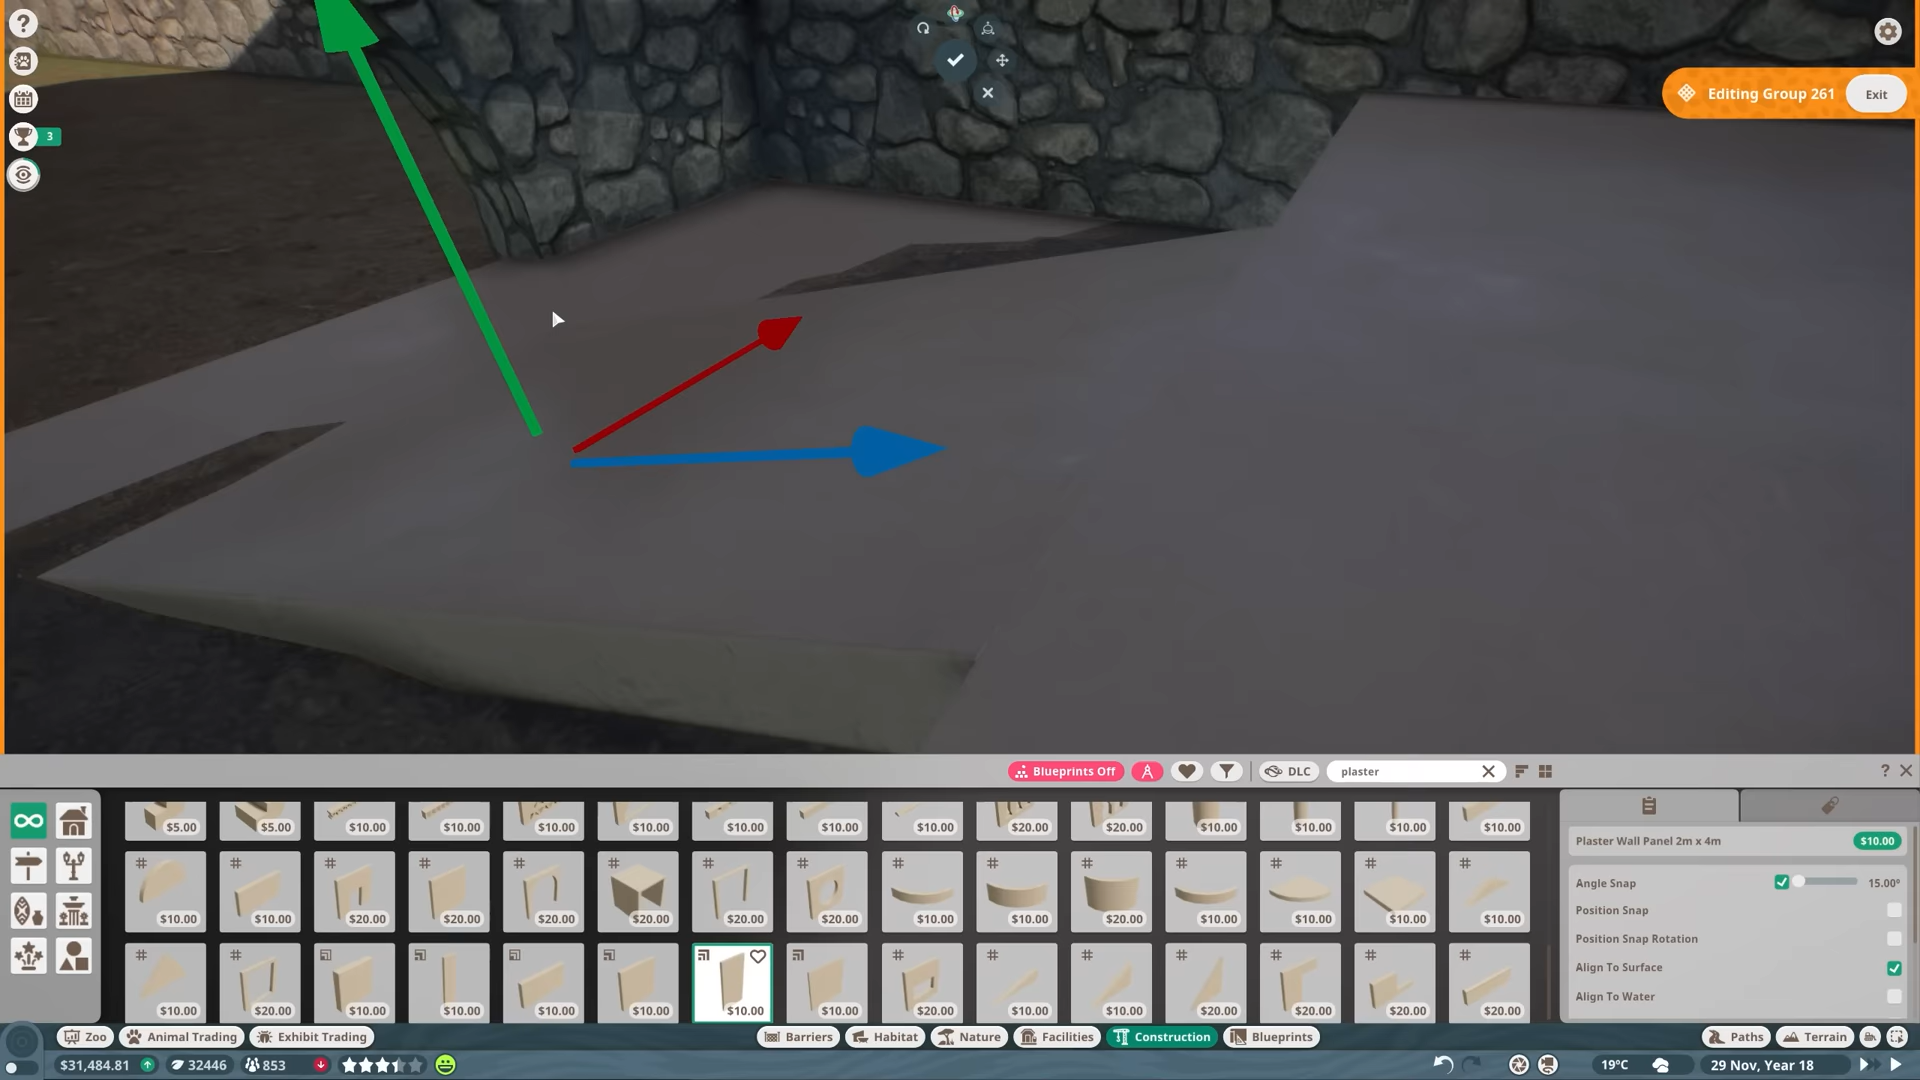 ?
3
Editing Group 261
Exit
Blueprints Off
DLC
plaster
?
$5.00 $5.00 $10.00 $10.00 $10.00 $10.00 $10.00 $10.00 $10.00 $20.00 $20.00 $10.00 $10.00 $10.00 $10.00
$10.00 $10.00 $20.00 $20.00 $20.00 $20.00 $20.00 $20.00 $10.00 $10.00 $20.00 $10.00 $10.00 $10.00 $10.00
$10.00 $20.00 $10.00 $10.00 $10.00 $10.00 $10.00 $10.00 $20.00 $10.00 $10.00 $20.00 $20.00 $20.00 $20.00
Plaster Wall Panel 2m x 4m $10.00
Angle Snap 15.00°
Position Snap
Position Snap Rotation
Align To Surface
Align To Water
Zoo Animal Trading Exhibit Trading Barriers Habitat Nature Facilities Construction Blueprints Paths Terrain
$31,484.81 32446 853 19°C 29 Nov, Year 18